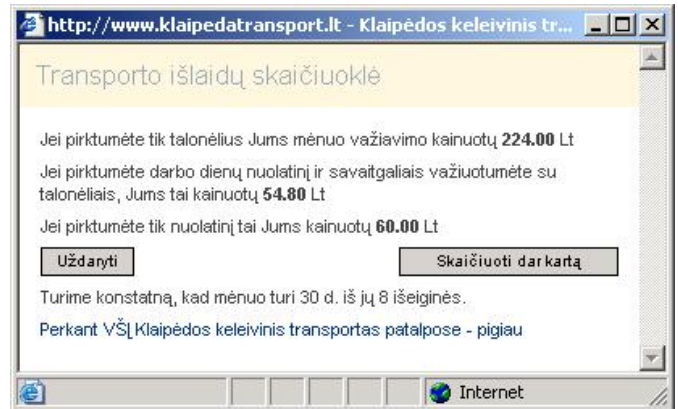 http://www.klaipedatransport.lt - Klaipėdos keleivinis tr...
Transporto išlaidų skaičiuoklė
Jei pirktumėte tik talonėlius Jums mėnuo važiavimo kainuotų 224.00 Lt
Jei pirktumėte darbo dienų nuolatinį ir savaitgaliais važiuotumėte su
talonėliais, Jums tai kainuotų 54.80 Lt
Jei pirktumėte tik nuolatinį tai Jums kainuotų 60.00 Lt
Uždaryti Skaičiuoti dar kartą
Turime konstatną, kad mėnuo turi 30 d. iš jų 8 išeiginės.
Perkant VŠĮ Klaipėdos keleivinis transportas patalpose - pigiau
Internet